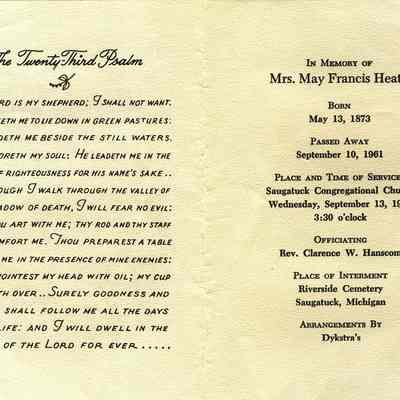 The Twenty Third Psalm
RD IS MY SHEPHERD; I SHALL NOT WANT.
ETH ME TO LIE DOWN IN GREEN PASTURES:
DETH ME BESIDE THE STILL WATERS.
ORETH MY SOUL: HE LEADETH ME IN THE
OF RIGHTEOUSNESS FOR HIS NAME'S SAKE..
OUGH I WALK THROUGH THE VALLEY OF
ADOW OF DEATH, I WILL FEAR NO EVIL:
OU ART WITH ME; THY ROD AND THY STAFF
MFORT ME. THOU PREPAREST A TABLE
ME IN THE PRESENCE OF MINE ENEMIES:
OINTEST MY HEAD WITH OIL; MY CUP
TH OVER.. SURELY GOODNESS AND
SHALL FOLLOW ME ALL THE DAYS
LIFE: AND I WILL DWELL IN THE
OF THE LORD FOR EVER.....
IN MEMORY OF
Mrs. May Francis Heat
BORN
May 13, 1873
PASSED AWAY
September 10, 1961
PLACE AND TIME OF SERVICE
Saugatuck Congregational Chu
Wednesday, September 13, 19
3:30 o'clock
OFFICIATING
Rev. Clarence W. Hanscom
PLACE OF INTERMENT
Riverside Cemetery
Saugatuck, Michigan
ARRANGEMENTS BY
Dykstra's